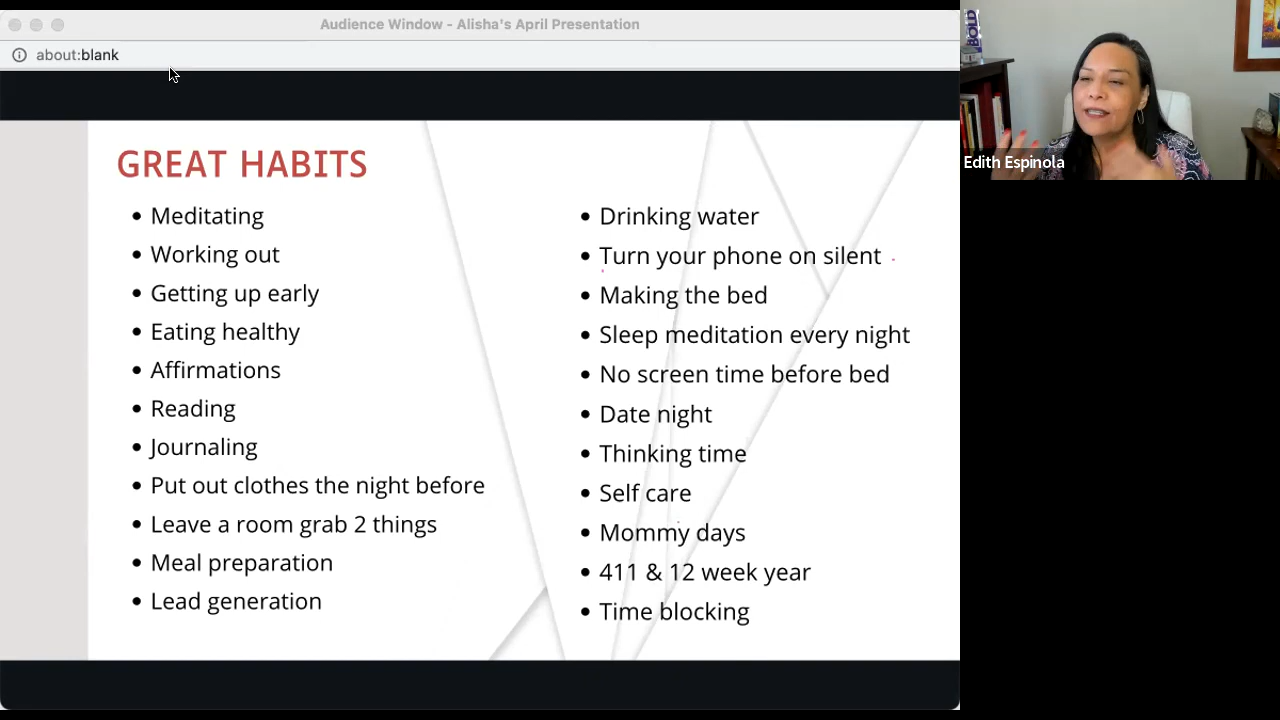 Audience Window - Alisha's April Presentation
about:blank
GREAT HABITS
• Meditating
• Working out
• Getting up early
• Eating healthy
• Affirmations
• Reading
• Journaling
• Put out clothes the night before
• Leave a room grab 2 things
• Meal preparation
• Lead generation
• Drinking water
• Turn your phone on silent
• Making the bed
• Sleep meditation every night
• No screen time before bed
• Date night
• Thinking time
• Self care
• Mommy days
• 411 & 12 week year
• Time blocking
BOLD
Edith Espinola